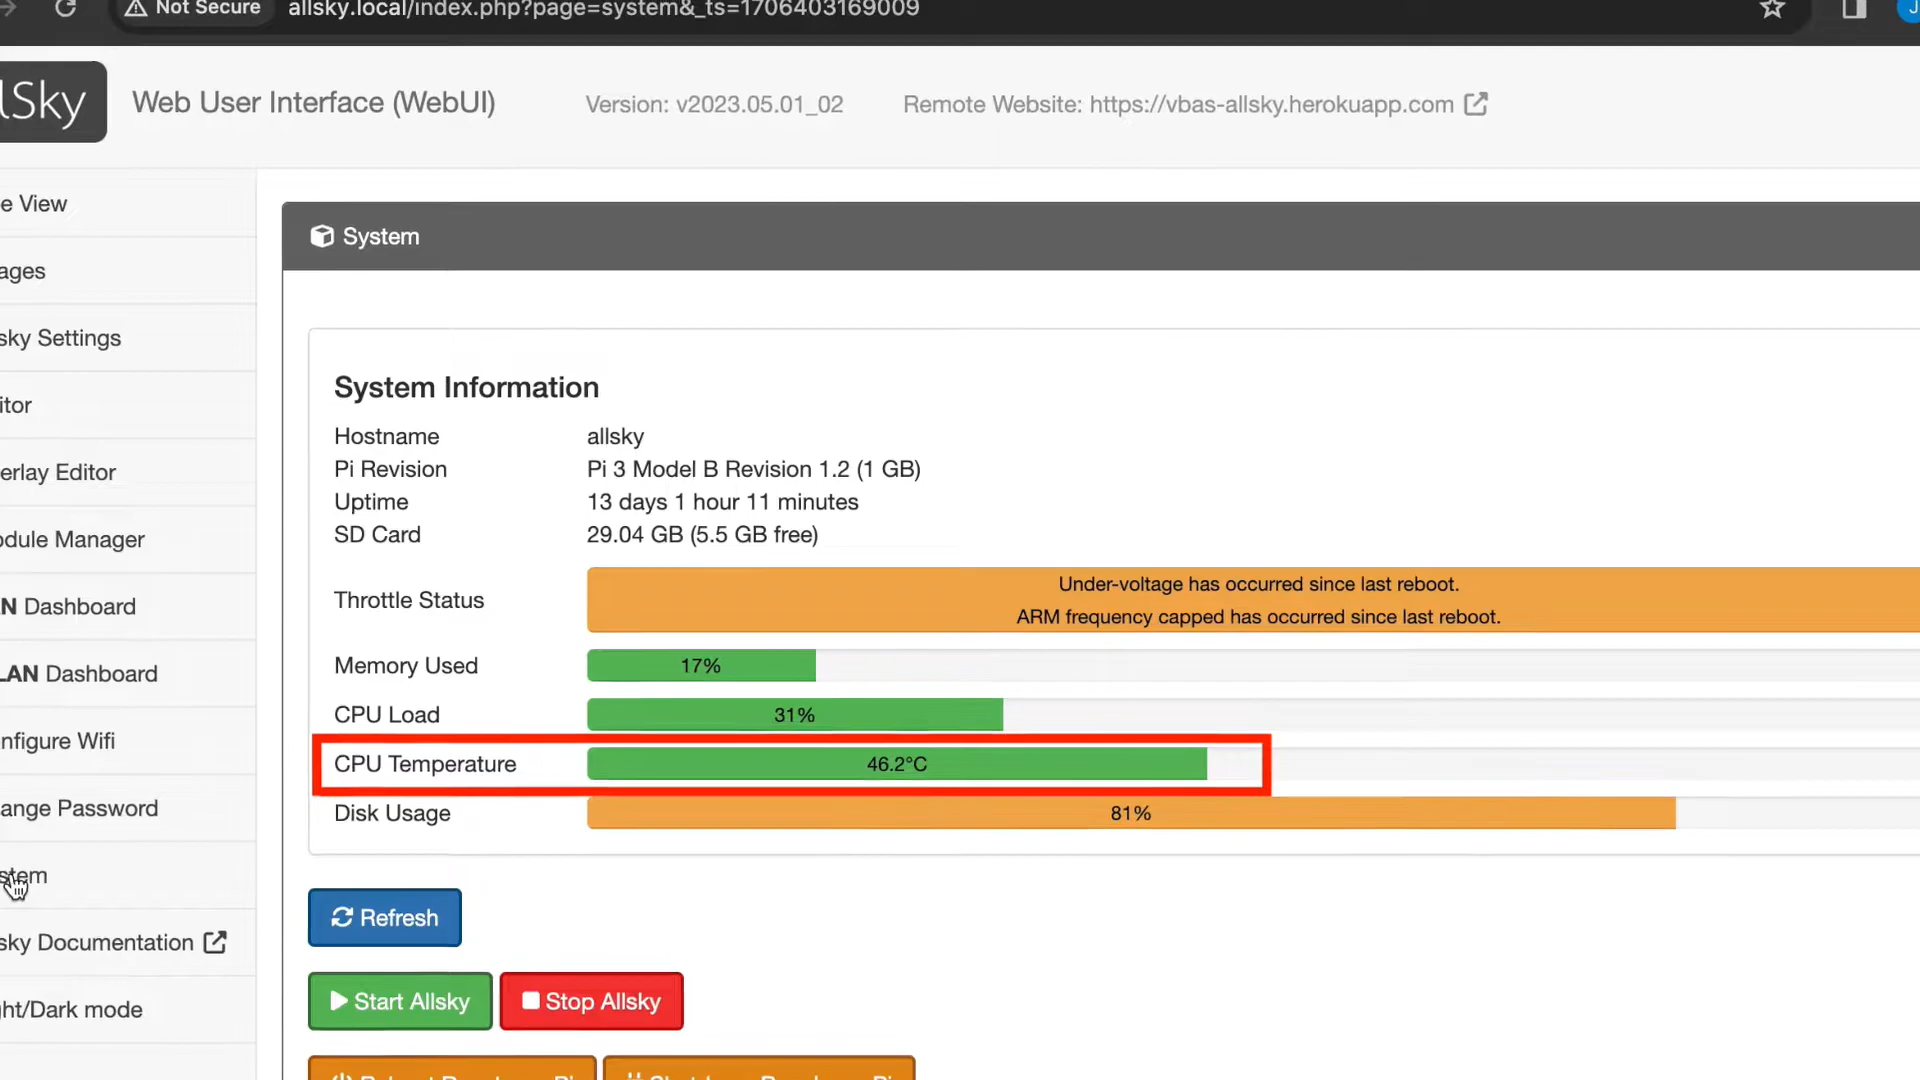 Not Secure allsky.local/index.php?page=system&_ts=1706403169009
llSky Web User Interface (WebUI) Version: v2023.05.01_02 Remote Website: https://vbas-allsky.herokuapp.com
e View
ages
sky Settings
itor
erlay Editor
odule Manager
N Dashboard
LAN Dashboard
nfigure Wifi
ange Password
stem
sky Documentation
ht/Dark mode
System
System Information
Hostname allsky
Pi Revision Pi 3 Model B Revision 1.2 (1 GB)
Uptime 13 days 1 hour 11 minutes
SD Card 29.04 GB (5.5 GB free)
Throttle Status
Under-voltage has occurred since last reboot.
ARM frequency capped has occurred since last reboot.
Memory Used 17%
CPU Load 31%
CPU Temperature 46.2°C
Disk Usage 81%
Refresh
Start Allsky Stop Allsky